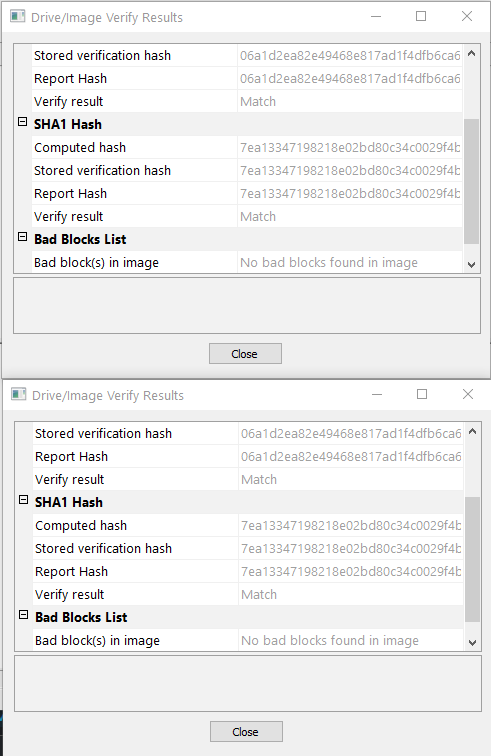 Drive/Image Verify Results
Stored verification hash 06a1d2ea82e49468e817ad1f4dfb6ca6
Report Hash 06a1d2ea82e49468e817ad1f4dfb6ca6
Verify result Match
SHA1 Hash
Computed hash 7ea13347198218e02bd80c34c0029f4b
Stored verification hash 7ea13347198218e02bd80c34c0029f4b
Report Hash 7ea13347198218e02bd80c34c0029f4b
Verify result Match
Bad Blocks List
Bad block(s) in image No bad blocks found in image
Close
Drive/Image Verify Results
Stored verification hash 06a1d2ea82e49468e817ad1f4dfb6ca6
Report Hash 06a1d2ea82e49468e817ad1f4dfb6ca6
Verify result Match
SHA1 Hash
Computed hash 7ea13347198218e02bd80c34c0029f4b
Stored verification hash 7ea13347198218e02bd80c34c0029f4b
Report Hash 7ea13347198218e02bd80c34c0029f4b
Verify result Match
Bad Blocks List
Bad block(s) in image No bad blocks found in image
Close